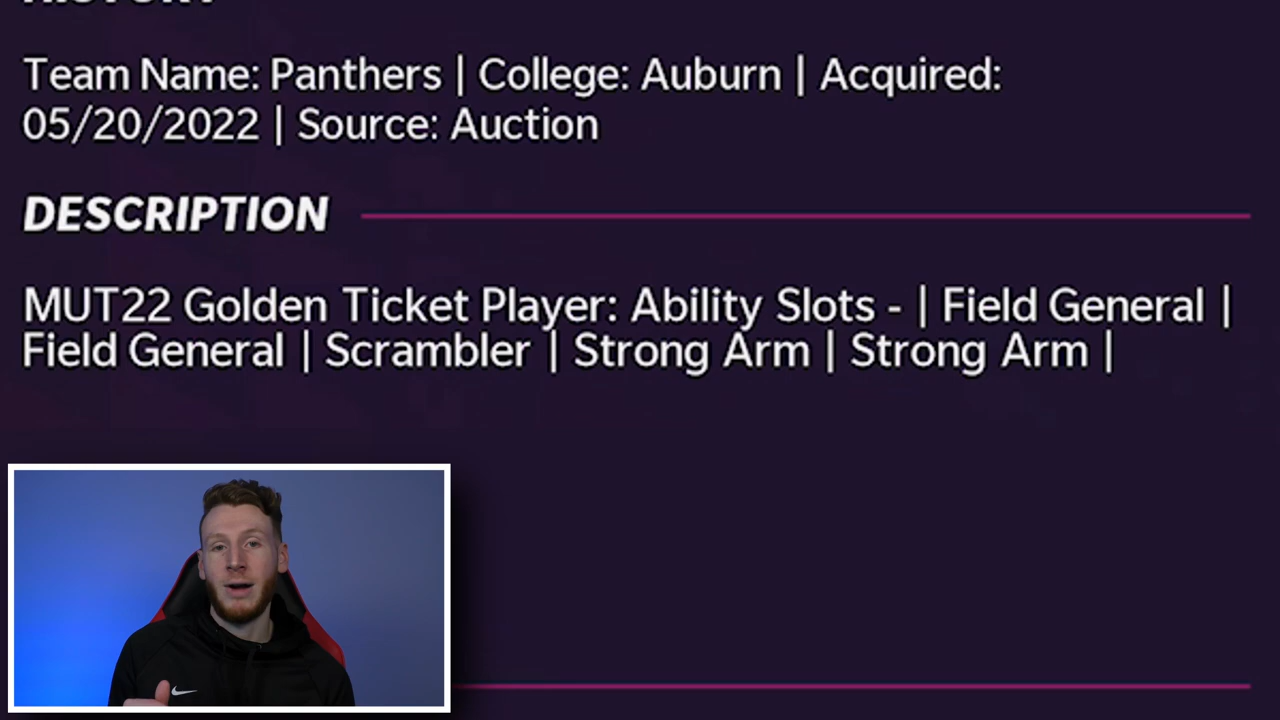 HISTORY
Team Name: Panthers | College: Auburn | Acquired:
05/20/2022 | Source: Auction
DESCRIPTION
MUT22 Golden Ticket Player: Ability Slots - | Field General |
Field General | Scrambler | Strong Arm | Strong Arm |